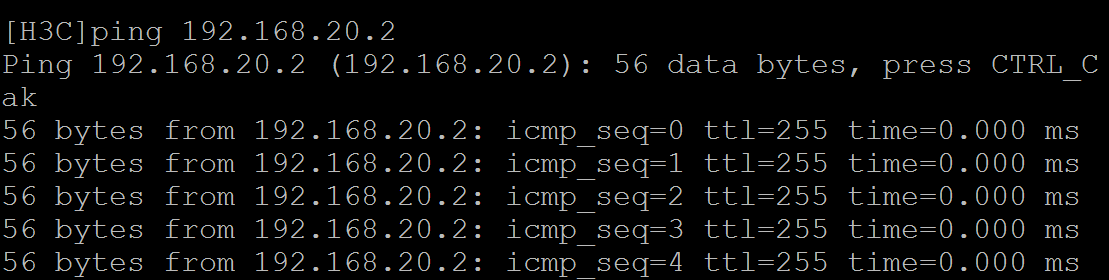 [H3C]ping 192.168.20.2
Ping 192.168.20.2 (192.168.20.2): 56 data bytes, press CTRL_C
ak
56 bytes from 192.168.20.2: icmp_seq=0 ttl=255 time=0.000 ms
56 bytes from 192.168.20.2: icmp_seq=1 ttl=255 time=0.000 ms
56 bytes from 192.168.20.2: icmp_seq=2 ttl=255 time=0.000 ms
56 bytes from 192.168.20.2: icmp_seq=3 ttl=255 time=0.000 ms
56 bytes from 192.168.20.2: icmp_seq=4 ttl=255 time=0.000 ms